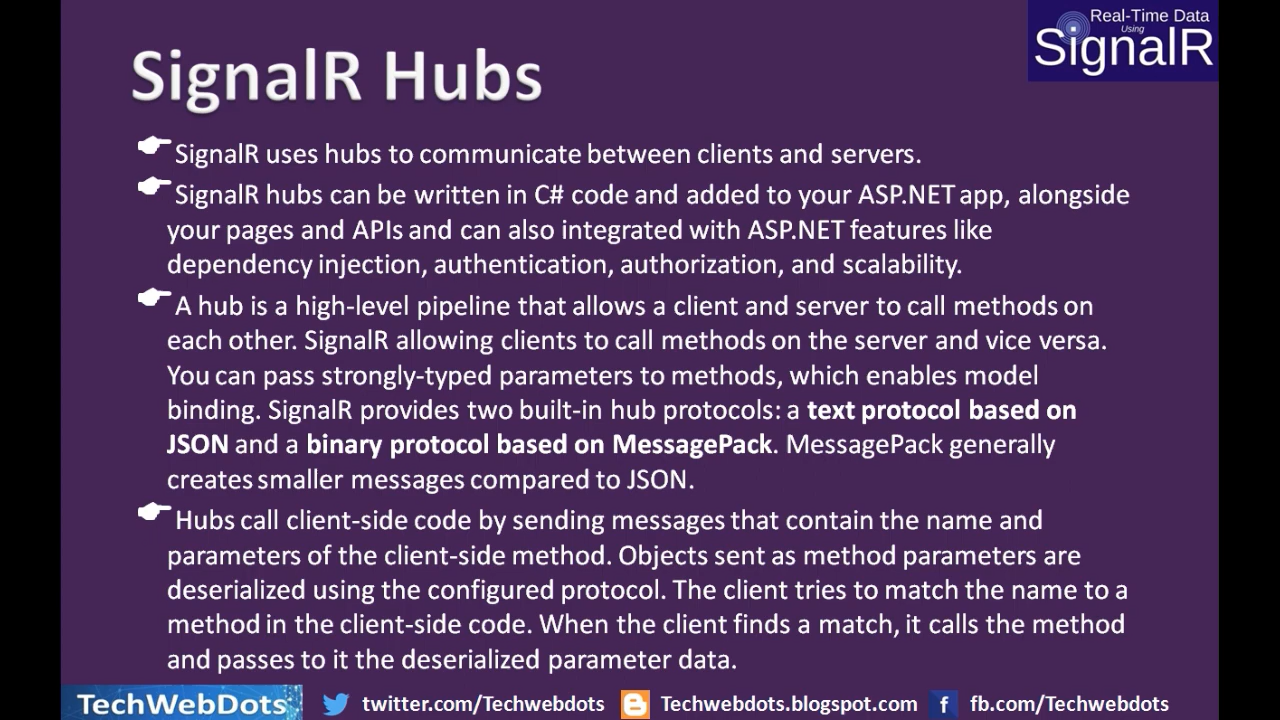 Real-Time Data
Using
SignalR
SignalR Hubs
SignalR uses hubs to communicate between clients and servers.
SignalR hubs can be written in C# code and added to your ASP.NET app, alongside
your pages and APIs and can also integrated with ASP.NET features like
dependency injection, authentication, authorization, and scalability.
A hub is a high-level pipeline that allows a client and server to call methods on
each other. SignalR allowing clients to call methods on the server and vice versa.
You can pass strongly-typed parameters to methods, which enables model
binding. SignalR provides two built-in hub protocols: a text protocol based on
JSON and a binary protocol based on MessagePack. MessagePack generally
creates smaller messages compared to JSON.
Hubs call client-side code by sending messages that contain the name and
parameters of the client-side method. Objects sent as method parameters are
deserialized using the configured protocol. The client tries to match the name to a
method in the client-side code. When the client finds a match, it calls the method
and passes to it the deserialized parameter data.
TechWebDots twitter.com/Techwebdots Techwebdots.blogspot.com fb.com/Techwebdots